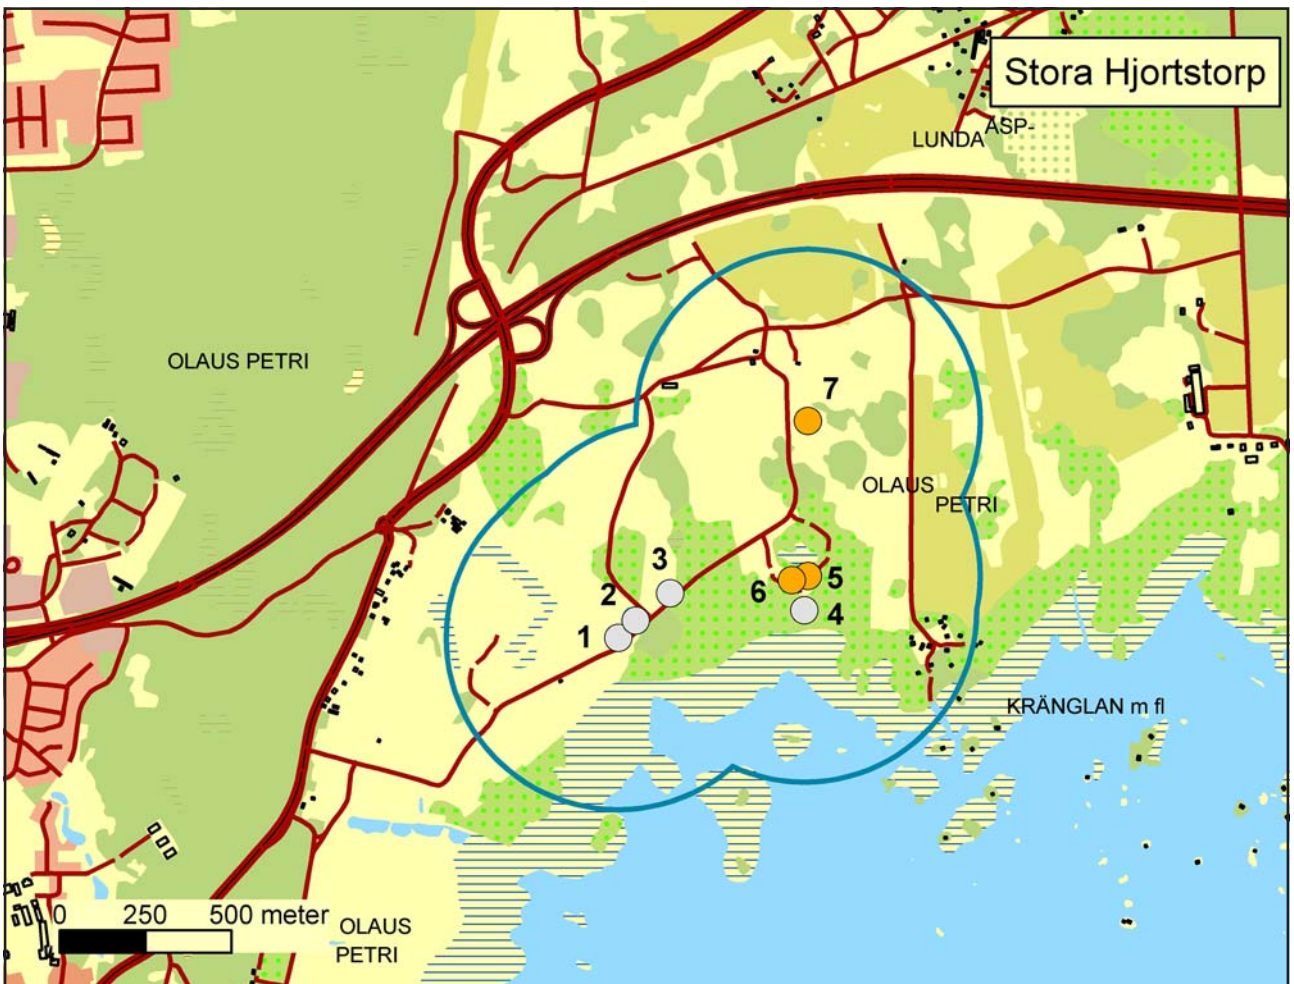 Stora Hjortstorp
ÄSP-
LUNDA
OLAUS PETRI
7
OLAUS
PETRI
3
2
6
5
4
1
KRÄNGLAN m fl
0 250 500 meter
OLAUS
PETRI